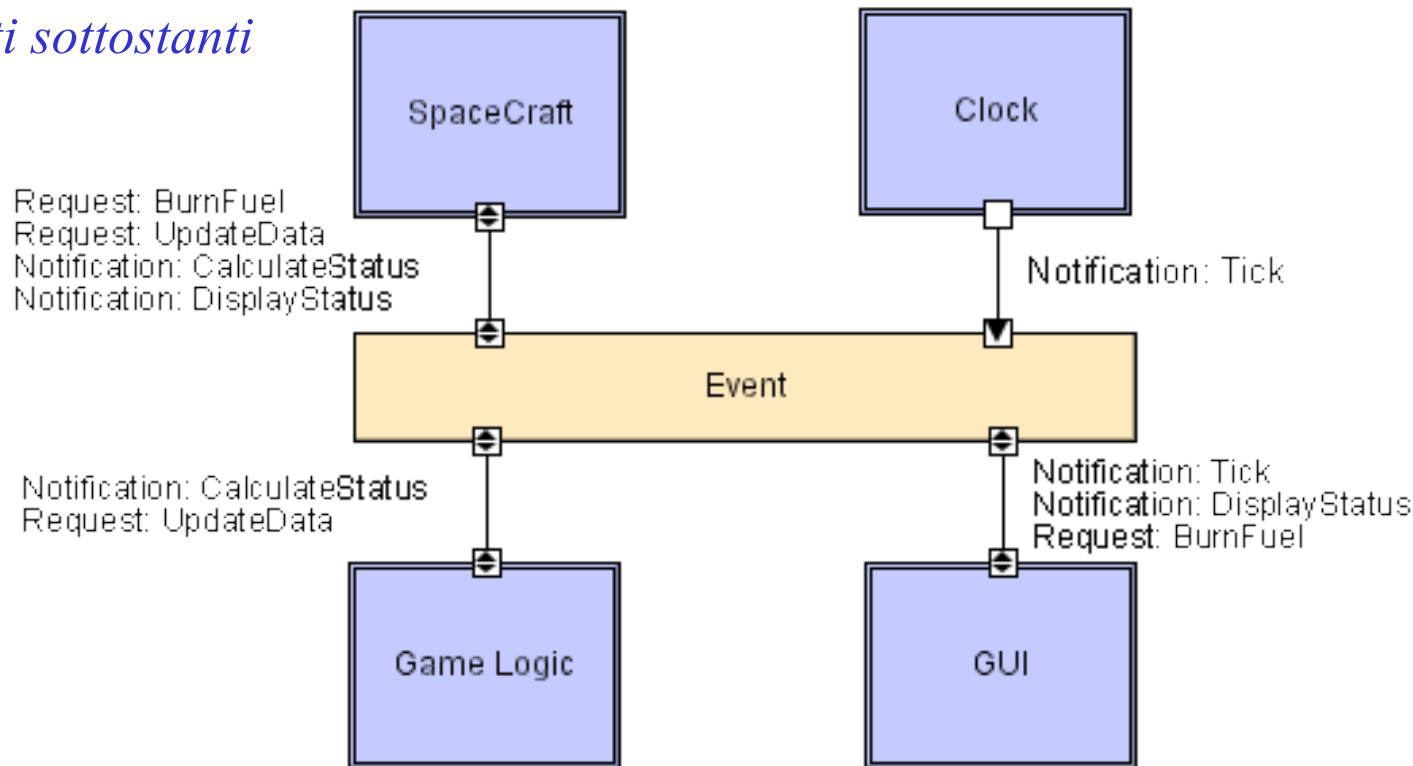 ti sottostanti
SpaceCraft
Clock
Request: BurnFuel
Request: UpdateData
Notification: CalculateStatus
Notification: DisplayStatus
Notification: Tick
Event
Notification: CalculateStatus
Request: UpdateData
Notification: Tick
Notification: DisplayStatus
Request: BurnFuel
Game Logic
GUI